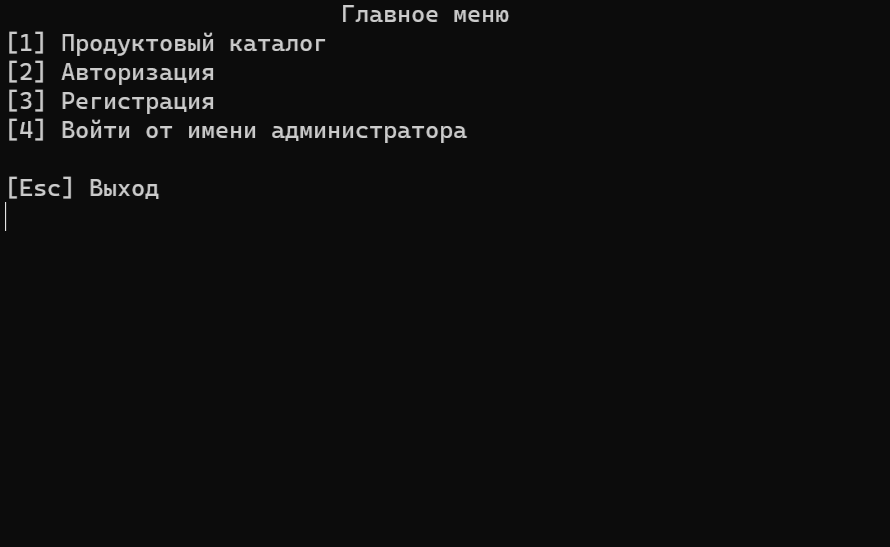 Главное меню
[1] Продуктовый каталог
[2] Авторизация
[3] Регистрация
[4] Войти от имени администратора
[Esc] Выход